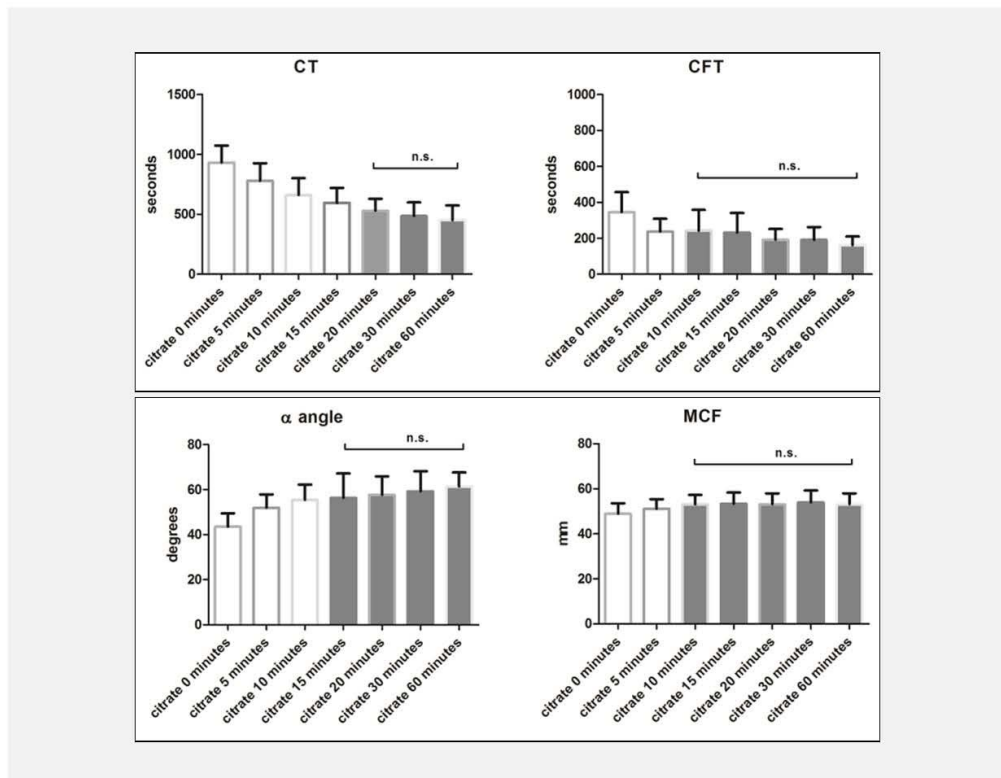 CT
1500
1000
500
0
seconds
n.s.
citrate 0 minutes
citrate 5 minutes
citrate 10 minutes
citrate 15 minutes
citrate 20 minutes
citrate 30 minutes
citrate 60 minutes
CFT
1000
800
600
400
200
0
seconds
n.s.
citrate 0 minutes
citrate 5 minutes
citrate 10 minutes
citrate 15 minutes
citrate 20 minutes
citrate 30 minutes
citrate 60 minutes
α angle
80
60
40
20
0
degrees
n.s.
citrate 0 minutes
citrate 5 minutes
citrate 10 minutes
citrate 15 minutes
citrate 20 minutes
citrate 30 minutes
citrate 60 minutes
MCF
80
60
40
20
0
mm
n.s.
citrate 0 minutes
citrate 5 minutes
citrate 10 minutes
citrate 15 minutes
citrate 20 minutes
citrate 30 minutes
citrate 60 minutes